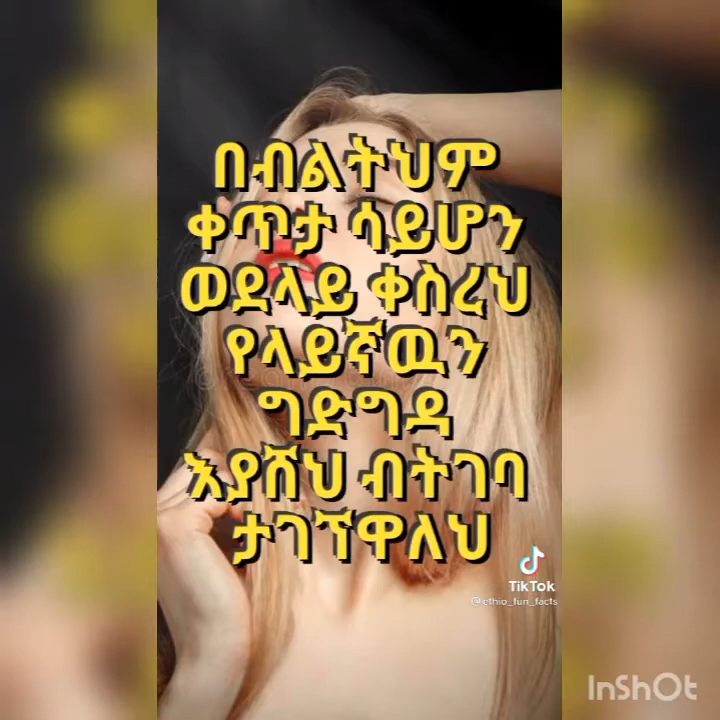 በብልትህም
ቀጥታ ሳይሆን
ወደላይ ቀስረህ
የላይኛዉን
ግድግዳ
እያሸህ ብትገባ
ታገኘዋለህ
TikTok
@ethio_fun_facts
InShOt